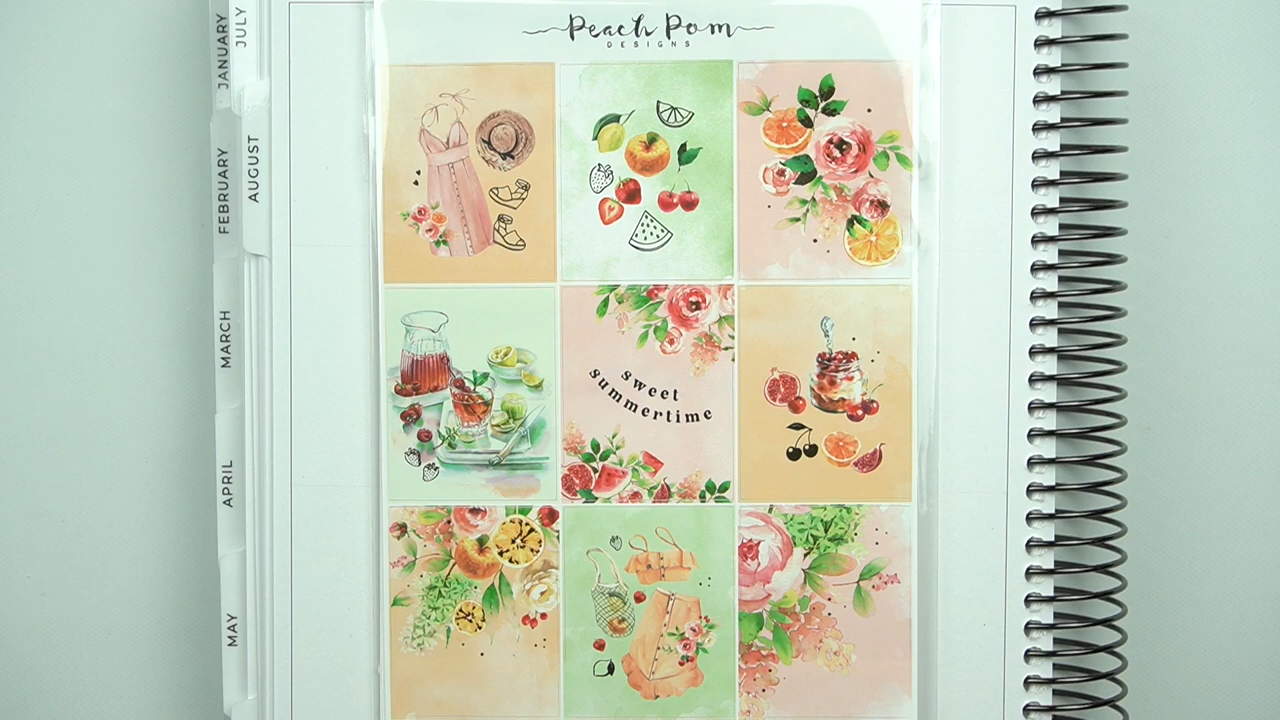 Peach Pom
DESIGNS
JANUARY
JULY
FEBRUARY
AUGUST
MARCH
APRIL
MAY
sweet
summertime